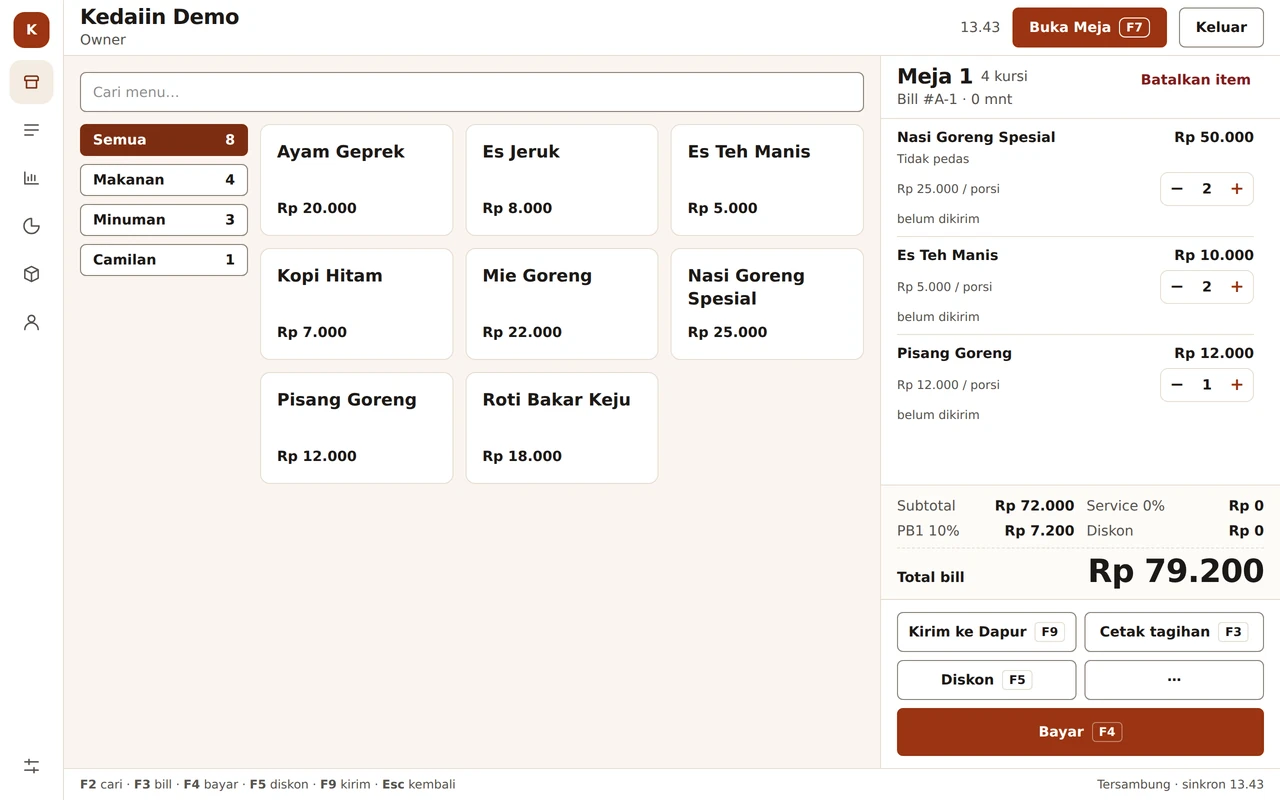 K
Kedaiin Demo
Owner
13.43
Buka Meja F7
Keluar
Cari menu...
Semua 8
Makanan 4
Minuman 3
Camilan 1
Ayam Geprek
Rp 20.000
Es Jeruk
Rp 8.000
Es Teh Manis
Rp 5.000
Kopi Hitam
Rp 7.000
Mie Goreng
Rp 22.000
Nasi Goreng
Spesial
Rp 25.000
Pisang Goreng
Rp 12.000
Roti Bakar Keju
Rp 18.000
Meja 1 4 kursi
Bill #A-1 · 0 mnt
Batalkan item
Nasi Goreng Spesial Rp 50.000
Tidak pedas
Rp 25.000 / porsi − 2 +
belum dikirim
Es Teh Manis Rp 10.000
Rp 5.000 / porsi − 2 +
belum dikirim
Pisang Goreng Rp 12.000
Rp 12.000 / porsi − 1 +
belum dikirim
Subtotal Rp 72.000 Service 0% Rp 0
PB1 10% Rp 7.200 Diskon Rp 0
Total bill Rp 79.200
Kirim ke Dapur F9
Cetak tagihan F3
Diskon F5
···
Bayar F4
F2 cari · F3 bill · F4 bayar · F5 diskon · F9 kirim · Esc kembali
Tersambung · sinkron 13.43